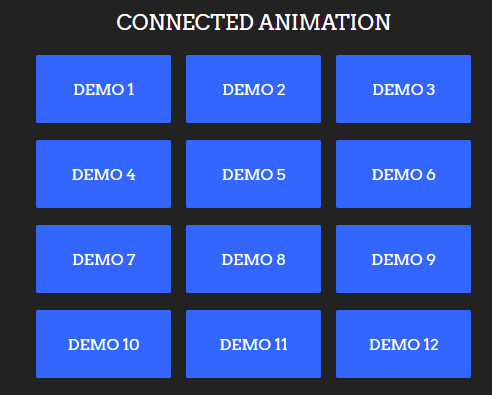 CONNECTED ANIMATION
DEMO 1
DEMO 2
DEMO 3
DEMO 4
DEMO 5
DEMO 6
DEMO 7
DEMO 8
DEMO 9
DEMO 10
DEMO 11
DEMO 12